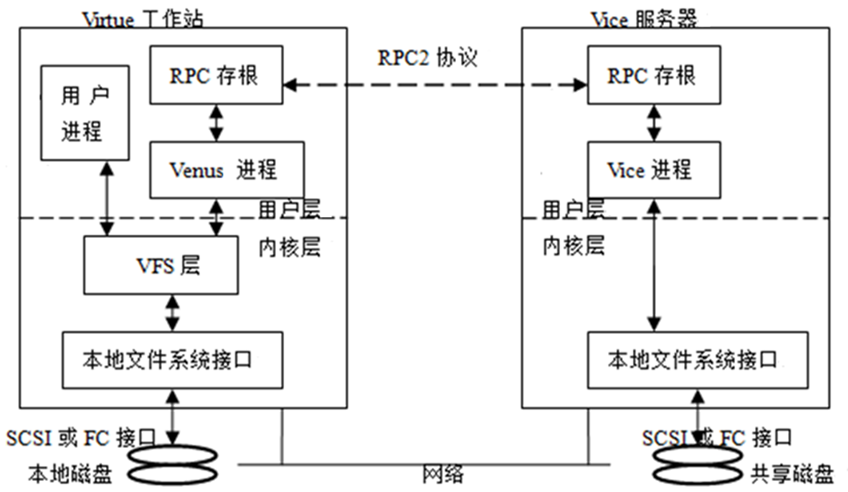 Virtue 工作站
Vice 服务器
RPC2 协议
RPC 存根
RPC 存根
用 户
进程
Venus 进程
Vice 进程
用户层
用户层
内核层
内核层
VFS 层
本地文件系统接口
本地文件系统接口
SCSI 或 FC 接口
SCSI 或 FC 接口
本地磁盘
网络
共享磁盘